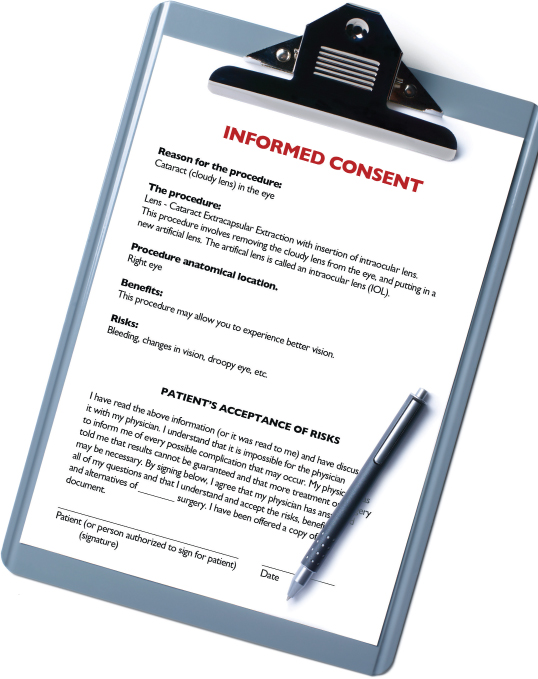 INFORMED CONSENT
Reason for the procedure:
Cataract (cloudy lens) in the eye
The procedure:
Lens - Cataract Extracapsular Extraction with insertion of intraocular lens.
This procedure involves removing the cloudy lens from the eye, and putting in a
new artificial lens. The artifical lens is called an intraocular lens (IOL).
Procedure anatomical location.
Right eye
Benefits:
This procedure may allow you to experience better vision.
Risks:
Bleeding, changes in vision, droopy eye, etc.
PATIENT'S ACCEPTANCE OF RISKS
I have read the above information (or it was read to me) and have discus
it with my physician. I understand that it is impossible for the physician
to inform me of every possible complication that may occur. My physic
told me that results cannot be guaranteed and that more treatment o
may be necessary. By signing below, I agree that my physician has ans
all of my questions and that I understand and accept the risks, benef
and alternatives of ________ surgery. I have been offered a copy of
document.
Patient (or person authorized to sign for patient)
(signature)
Date